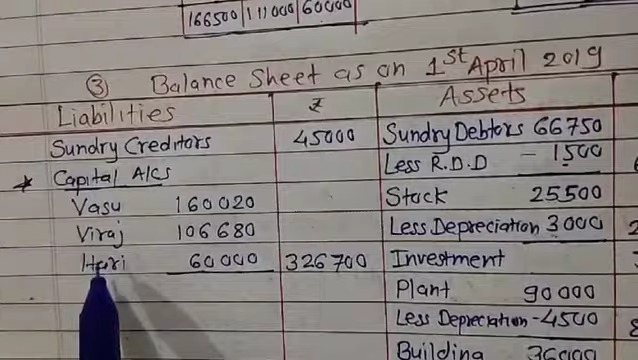 166500 111000 60000
③ Balance Sheet as on 1st April 2019
Liabilities ₹ Assets
Sundry Creditors 45000 Sundry Debtors 66750
* Capital A/Cs Less R.D.D - 1500
Vasu 160020 Stock 25500
Viraj 106680 Less Depreciation 3000
Hari 60000 326700 Investment
Plant 90000
Less Depreciation - 4500
Building 36000